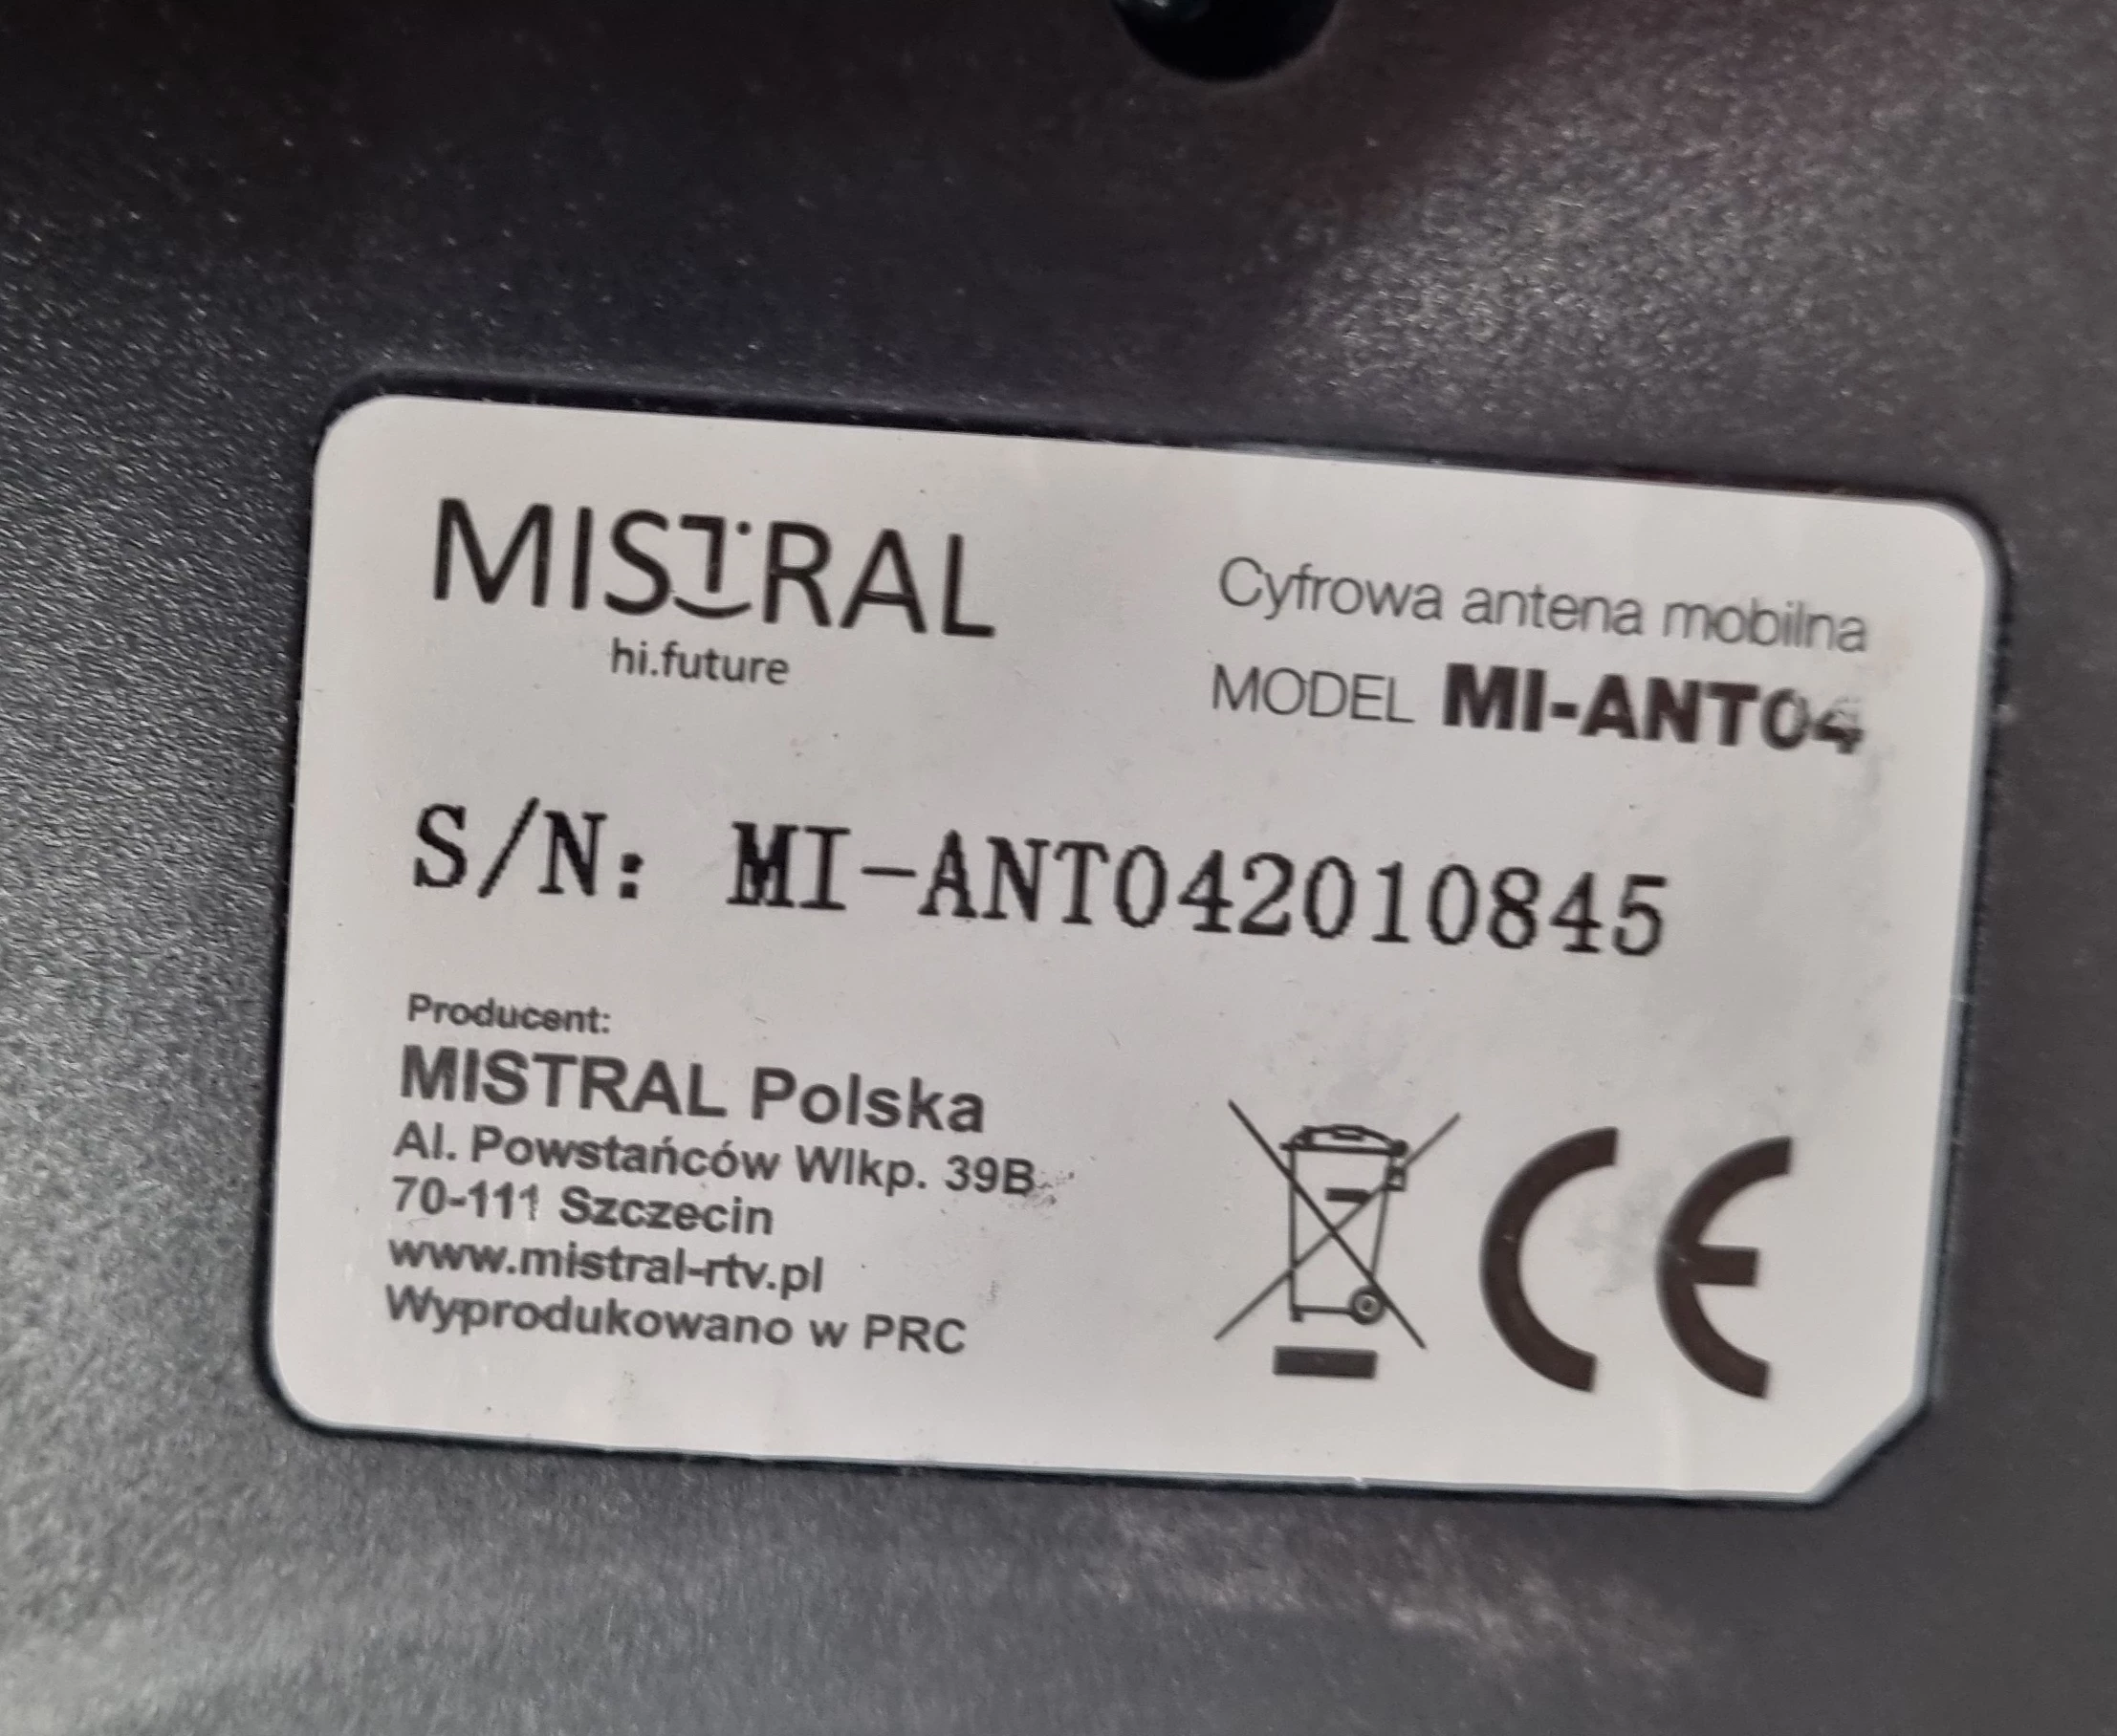 MISTRAL
hi.future
Cyfrowa antena mobilna
MODEL MI-ANT04
S/N: MI-ANT042010845
Producent:
MISTRAL Polska
Al. Powstańców Wlkp. 39B
70-111 Szczecin
www.mistral-rtv.pl
Wyprodukowano w PRC
CE